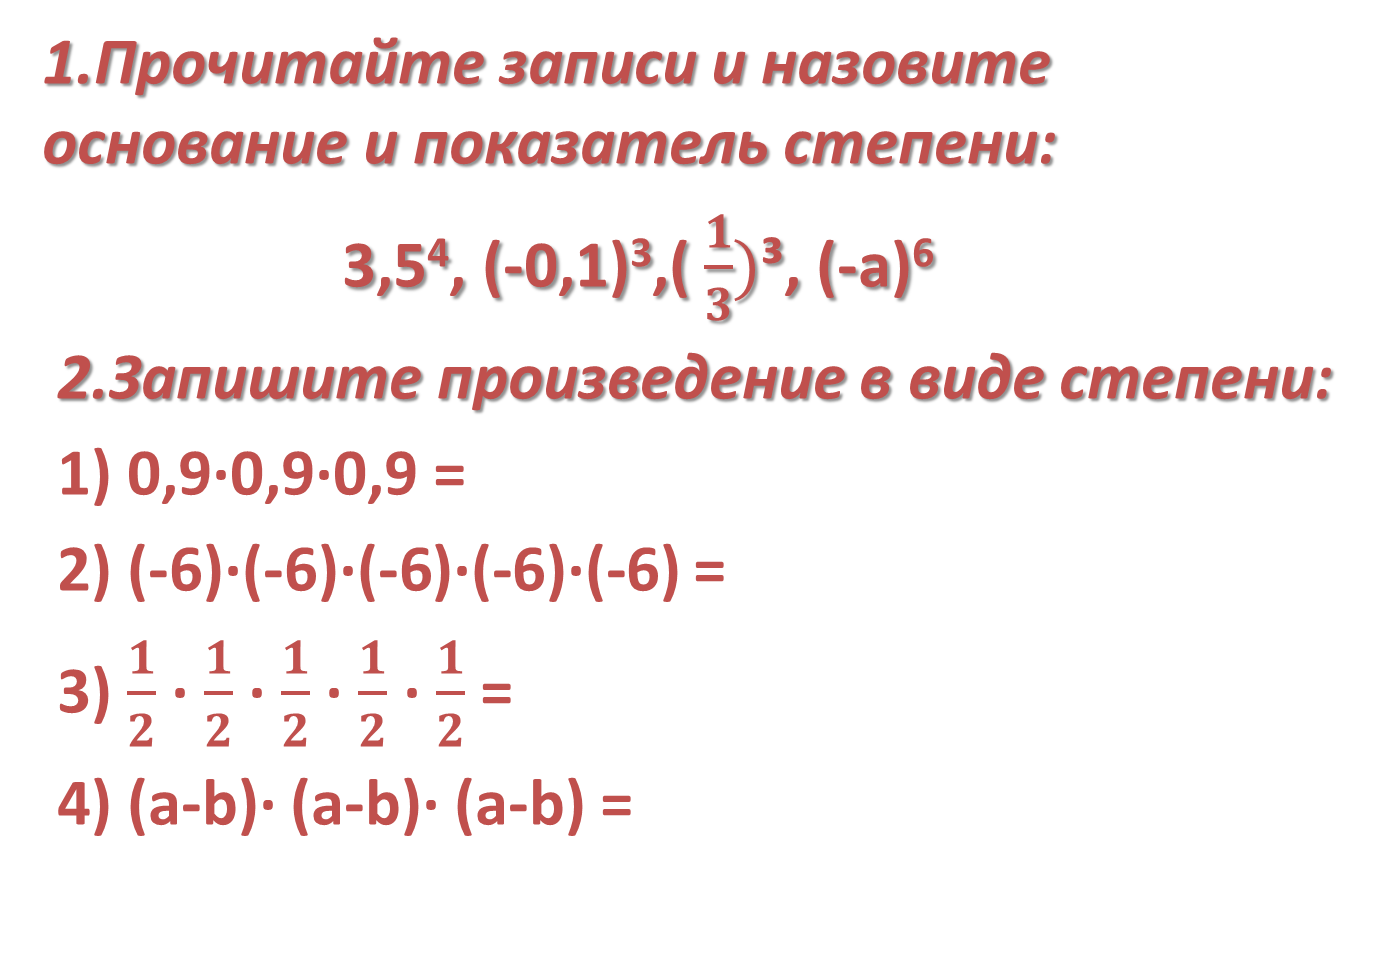 1.Прочитайте записи и назовите
основание и показатель степени:
3,5⁴, (-0,1)³,( 1/3)³, (-a)⁶
2.Запишите произведение в виде степени:
1) 0,9·0,9·0,9 =
2) (-6)·(-6)·(-6)·(-6)·(-6) =
3) 1/2 · 1/2 · 1/2 · 1/2 · 1/2 =
4) (a-b)· (a-b)· (a-b) =